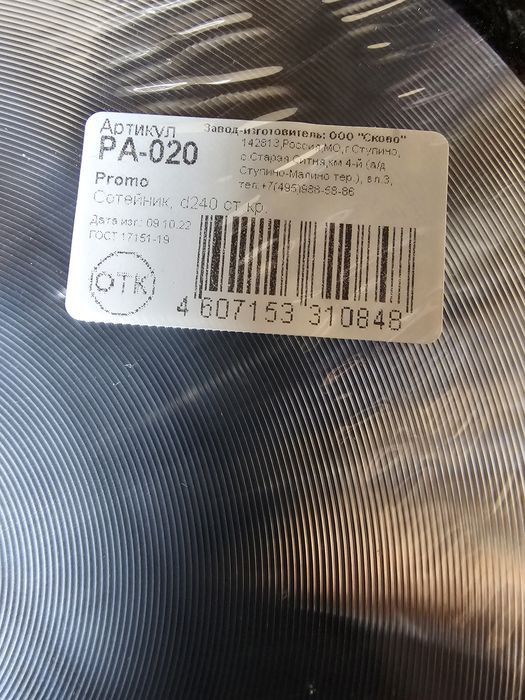 Артикул
РА-020
Promo
Сотейник, d240 ст.кр.
Дата изг.: 09.10.22
ГОСТ 17151-19
ОТК
Завод-изготовитель: ООО "Сково"
142813,Россия,МО,г.Ступино,
с.Старая Ситня,км 4-й (а/д
Ступино-Малино тер.), вл.3,
тел.+7(495)988-58-86
4 607153 310848